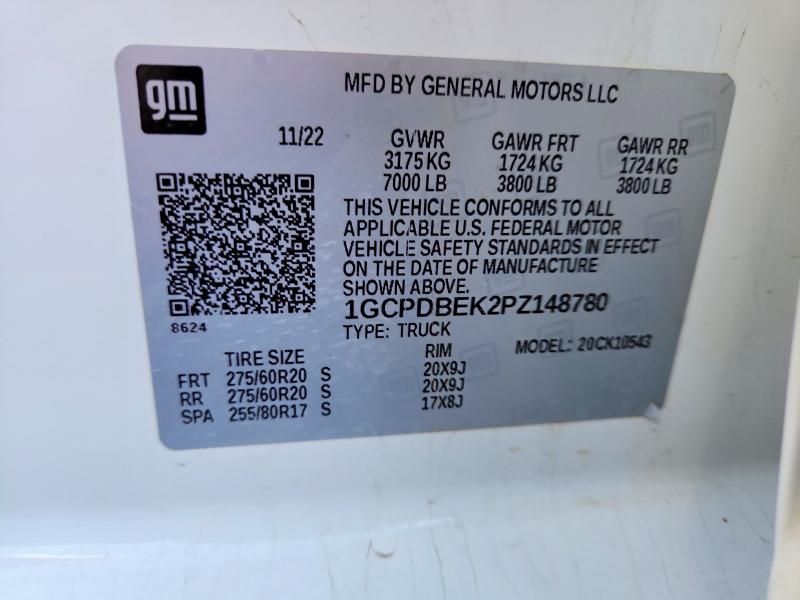 gm
MFD BY GENERAL MOTORS LLC
11/22 GVWR GAWR FRT GAWR RR
3175 KG 1724 KG 1724 KG
7000 LB 3800 LB 3800 LB
THIS VEHICLE CONFORMS TO ALL
APPLICABLE U.S. FEDERAL MOTOR
VEHICLE SAFETY STANDARDS IN EFFECT
ON THE DATE OF MANUFACTURE
SHOWN ABOVE.
1GCPDBEK2PZ148780
8624
TYPE: TRUCK MODEL: 20CK10543
TIRE SIZE RIM
FRT 275/60R20 S 20X9J
RR 275/60R20 S 20X9J
SPA 255/80R17 S 17X8J